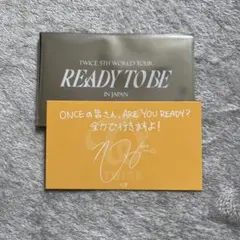 TWICE 5TH WORLD TOUR
READY TO BE
IN JAPAN
ONCEの皆さん、ARE YOU READY?
全力で行きますよ!
TWICE